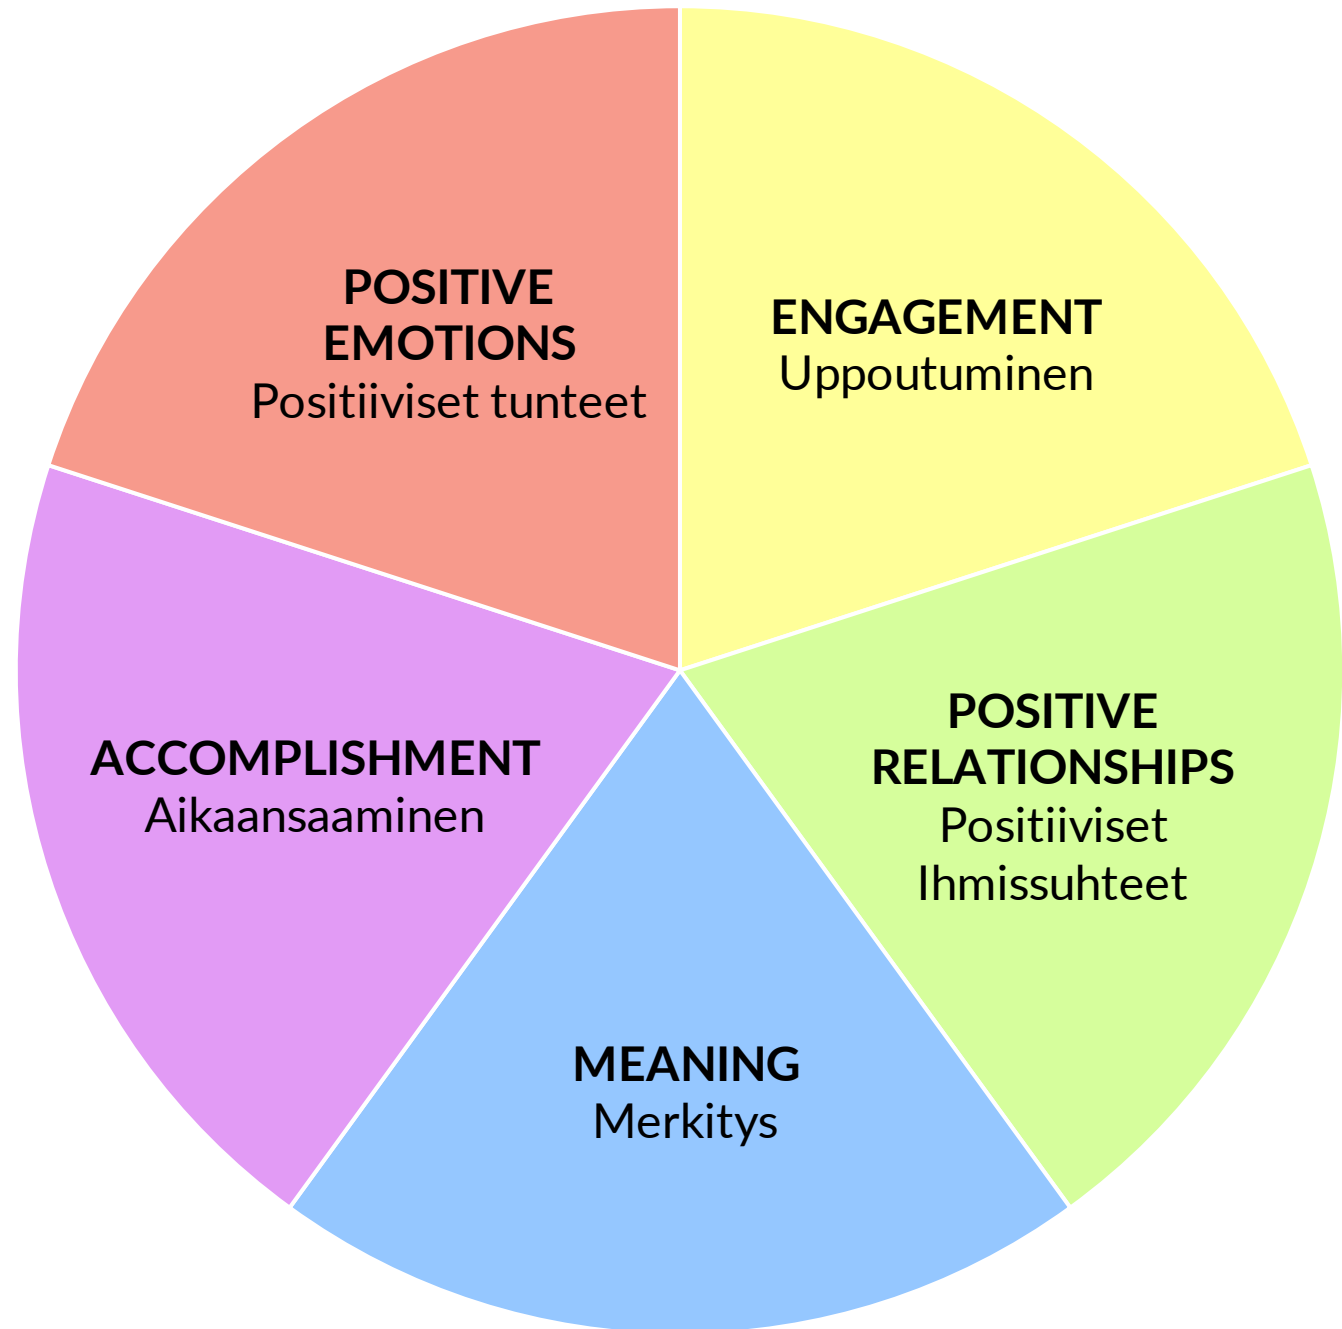 POSITIVE
EMOTIONS
Positiiviset tunteet
ENGAGEMENT
Uppoutuminen
POSITIVE
RELATIONSHIPS
Positiiviset
Ihmissuhteet
MEANING
Merkitys
ACCOMPLISHMENT
Aikaansaaminen